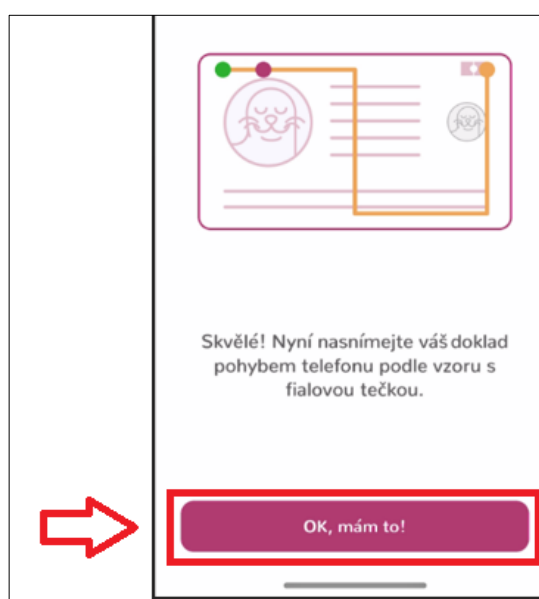 Skvělé! Nyní nasnímejte váš doklad
pohybem telefonu podle vzoru s
fialovou tečkou.
OK, mám to!